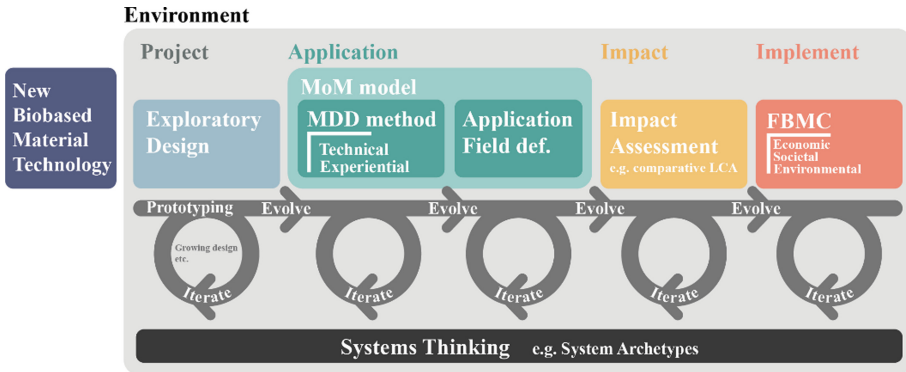 Environment
Project
Application
Impact
Implement
New
Biobased
Material
Technology
Exploratory
Design
MoM model
MDD method
Technical
Experiential
Application
Field def.
Impact
Assessment
e.g. comparative LCA
FBMC
Economic
Societal
Environmental
Prototyping
Evolve
Evolve
Evolve
Evolve
Growing design
etc.
Iterate
Iterate
Iterate
Iterate
Iterate
Systems Thinking e.g. System Archetypes